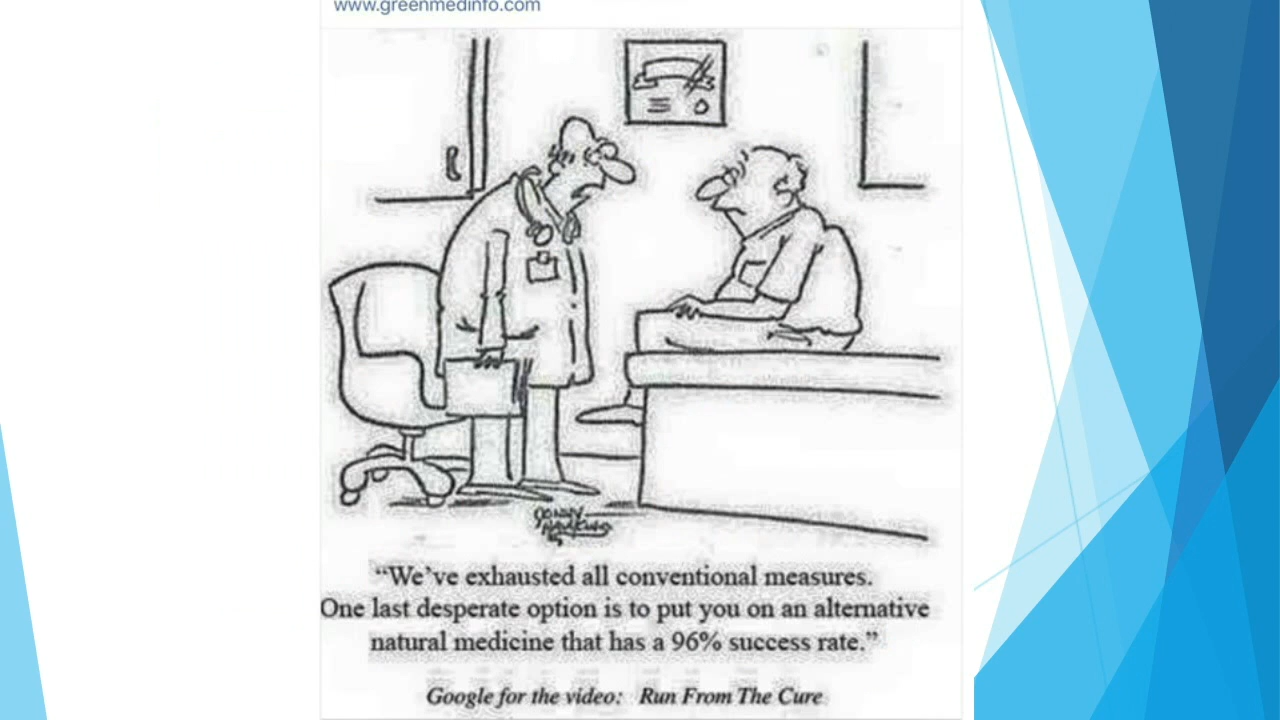 www.greenmedinfo.com
“We’ve exhausted all conventional measures.
One last desperate option is to put you on an alternative
natural medicine that has a 96% success rate.”
Google for the video: Run From The Cure